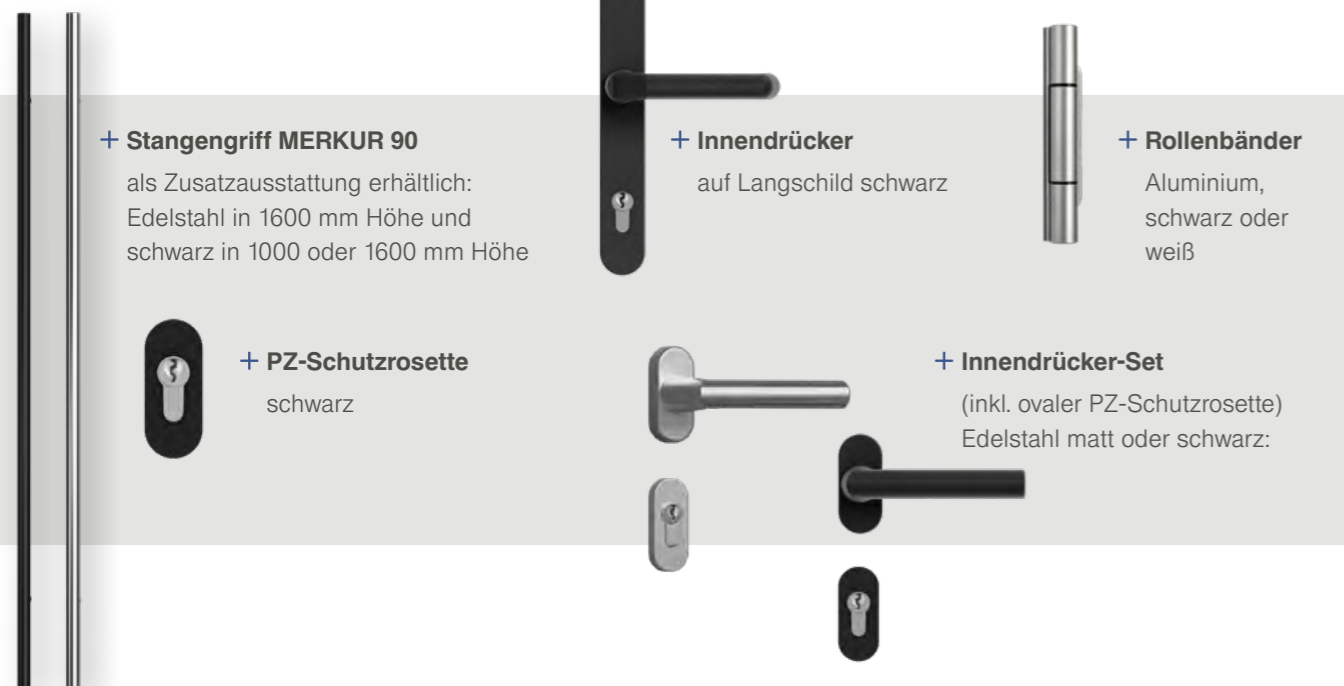 + Stangengriff MERKUR 90
als Zusatzausstattung erhältlich:
Edelstahl in 1600 mm Höhe und
schwarz in 1000 oder 1600 mm Höhe
+ Innendrücker
auf Langschild schwarz
+ Rollenbänder
Aluminium,
schwarz oder
weiß
+ PZ-Schutzrosette
schwarz
+ Innendrücker-Set
(inkl. ovaler PZ-Schutzrosette)
Edelstahl matt oder schwarz: